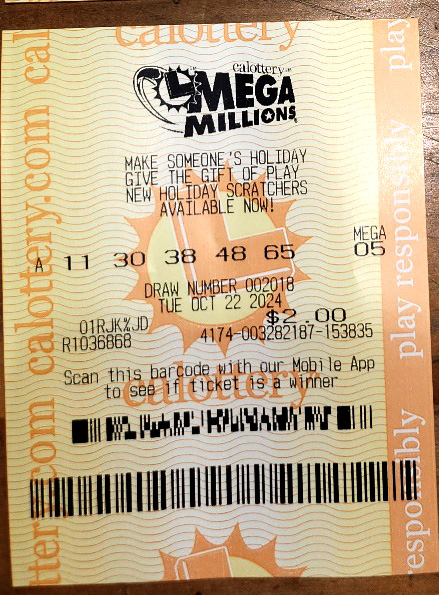 calottery
calottery
MEGA
MILLIONS
MAKE SOMEONE'S HOLIDAY
GIVE THE GIFT OF PLAY
NEW HOLIDAY SCRATCHERS
AVAILABLE NOW!
MEGA
A 11 30 38 48 65 05
DRAW NUMBER 002018
TUE OCT 22 2024
$2.00
01RJK%JD
R1036868 4174-003282187-153835
Scan this barcode with our Mobile App
to see if ticket is a winner
calottery
ttery.com calottery.com cal
esponsibly play responsibly play